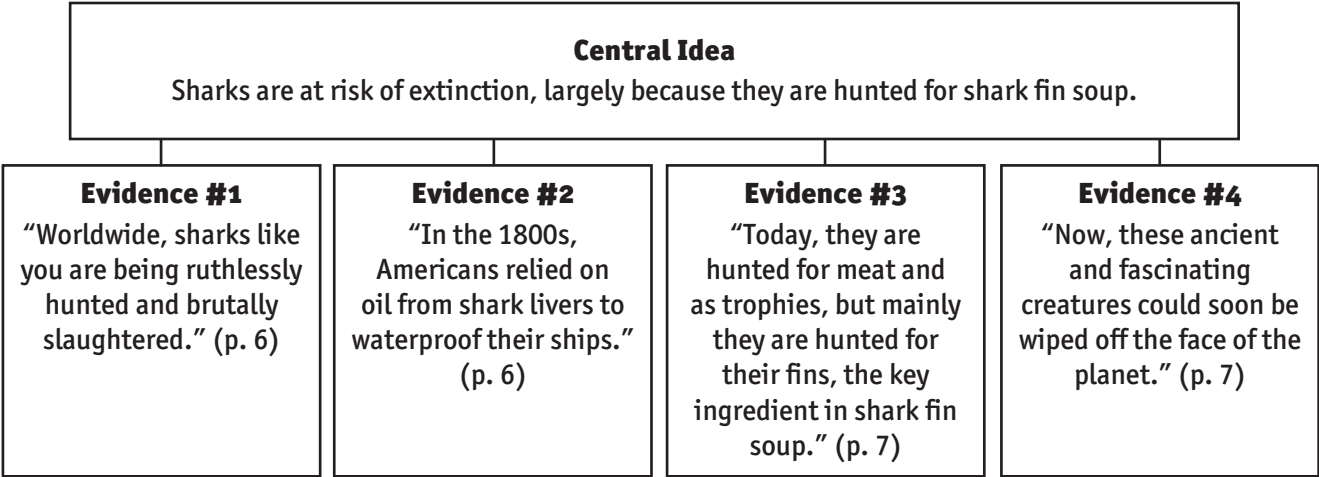 Central Idea
Sharks are at risk of extinction, largely because they are hunted for shark fin soup.
Evidence #1
“Worldwide, sharks like
you are being ruthlessly
hunted and brutally
slaughtered.” (p. 6)
Evidence #2
“In the 1800s,
Americans relied on
oil from shark livers to
waterproof their ships.”
(p. 6)
Evidence #3
“Today, they are
hunted for meat and
as trophies, but mainly
they are hunted for
their fins, the key
ingredient in shark fin
soup.” (p. 7)
Evidence #4
“Now, these ancient
and fascinating
creatures could soon be
wiped off the face of the
planet.” (p. 7)